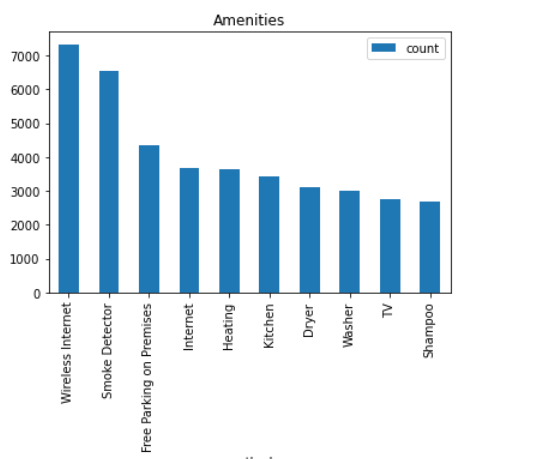 Amenities
count
7000
6000
5000
4000
3000
2000
1000
0
Wireless Internet
Smoke Detector
Free Parking on Premises
Internet
Heating
Kitchen
Dryer
Washer
TV
Shampoo